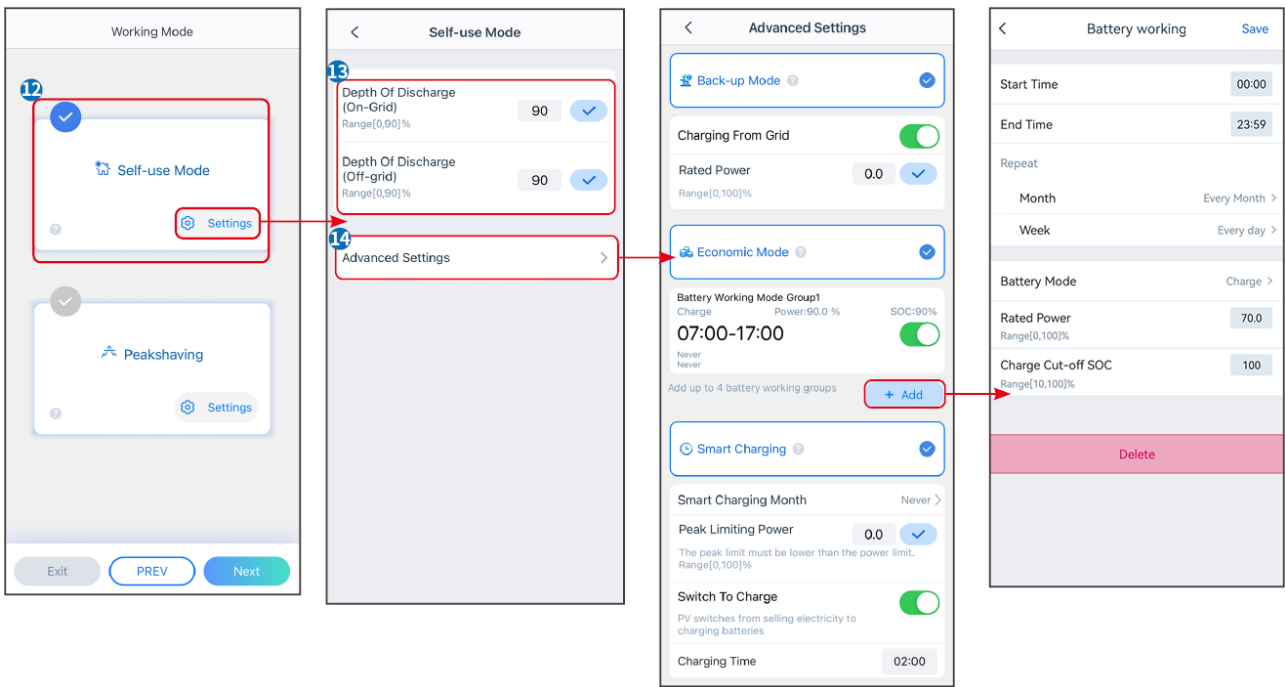 Working Mode
12
Self-use Mode
Settings
Peakshaving
Settings
Exit
PREV
Next
Self-use Mode
13
Depth Of Discharge
(On-Grid)
90
Range[0,90]%
Depth Of Discharge
(Off-grid)
90
Range[0,90]%
14
Advanced Settings
Advanced Settings
Back-up Mode ?
Charging From Grid
Rated Power
0.0
Range[0,100]%
Economic Mode ?
Battery Working Mode Group1
Charge Power:90.0 % SOC:90%
07:00-17:00
Never
Never
Add up to 4 battery working groups
+ Add
Smart Charging ?
Smart Charging Month Never
Peak Limiting Power
0.0
The peak limit must be lower than the power limit.
Range[0,100]%
Switch To Charge
PV switches from selling electricity to
charging batteries
Charging Time 02:00
Battery working Save
Start Time 00:00
End Time 23:59
Repeat
Month Every Month
Week Every day
Battery Mode Charge
Rated Power 70.0
Range[0,100]%
Charge Cut-off SOC 100
Range[10,100]%
Delete